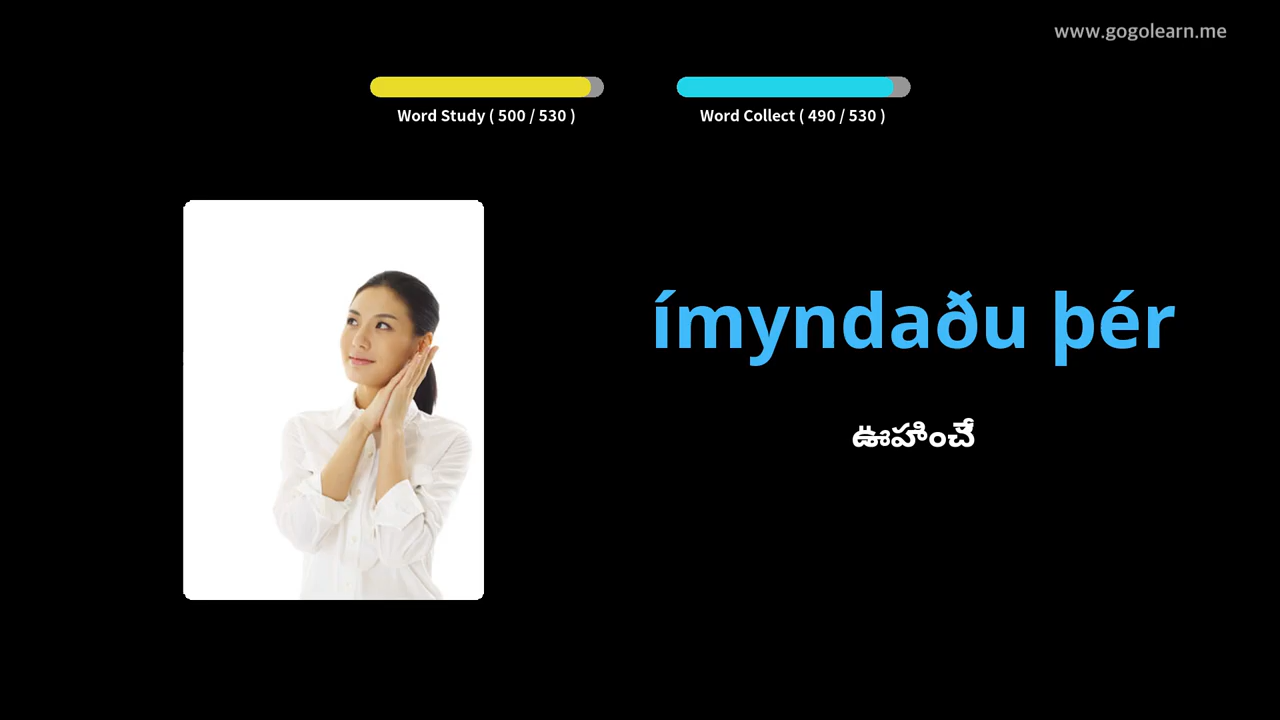 www.gogolearn.me
Word Study ( 500 / 530 )
Word Collect ( 490 / 530 )
ímyndaðu þér
ఊహించే